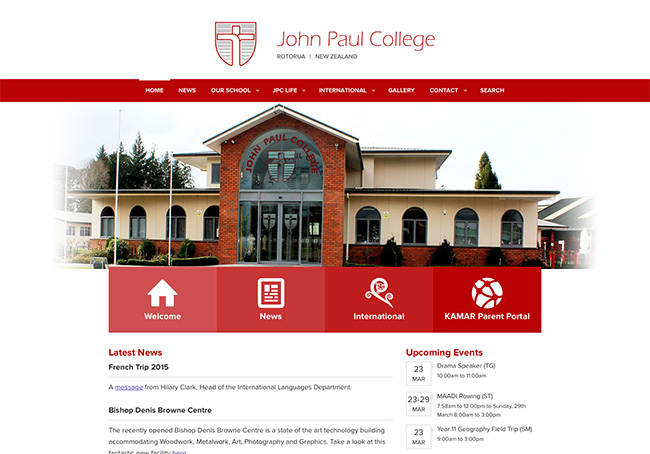 John Paul College
ROTORUA | NEW ZEALAND
HOME NEWS OUR SCHOOL JPC LIFE INTERNATIONAL GALLERY CONTACT SEARCH
JOHN PAUL COLLEGE
Welcome News International KAMAR Parent Portal
Latest News
French Trip 2015
A message from Hilary Clark, Head of the International Languages Department.
Bishop Denis Browne Centre
The recently opened Bishop Denis Browne Centre is a state of the art technology building
accommodating Woodwork, Metalwork, Art, Photography and Graphics. Take a look at this
fantastic new facility here
Upcoming Events
23
MAR
Drama Speaker (TG)
10:00am to 11:00am
23-29
MAR
MAADI Rowing (ST)
7:58am to 12:00pm to Sunday, 29th
March 8:00am to 3:00pm
23
MAR
Year 11 Geography Field Trip (SM)
9:00am to 3:00pm